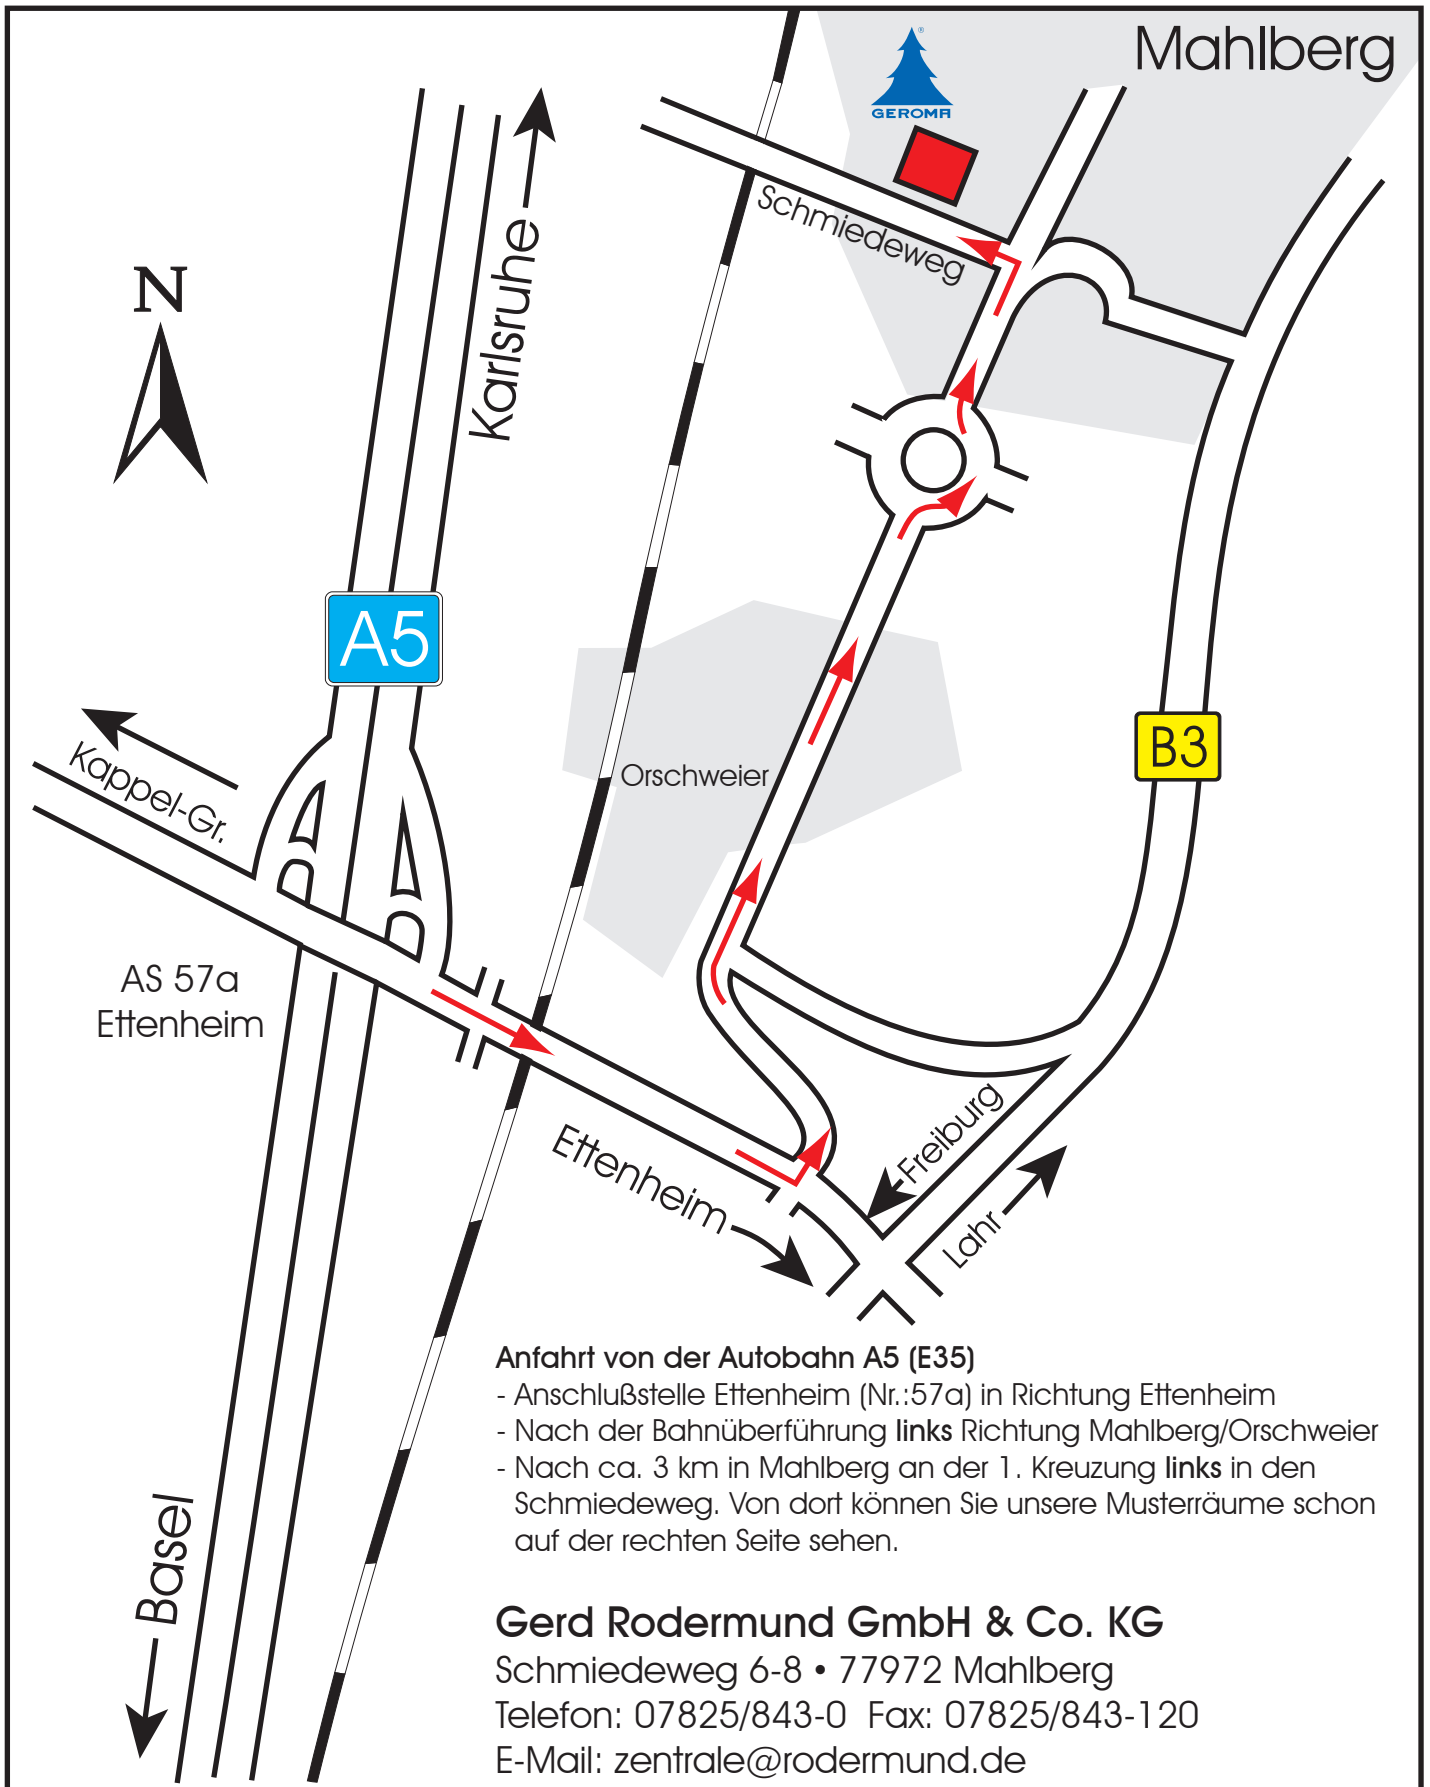 Mahlberg
GEROMA
®
Schmiedeweg
Karlsruhe
N
A5
B3
Kappel-Gr.
Orschweier
AS 57a
Ettenheim
Ettenheim
Freiburg
Lahr
Basel
Anfahrt von der Autobahn A5 (E35)
- Anschlußstelle Ettenheim (Nr.:57a) in Richtung Ettenheim
- Nach der Bahnüberführung links Richtung Mahlberg/Orschweier
- Nach ca. 3 km in Mahlberg an der 1. Kreuzung links in den
Schmiedeweg. Von dort können Sie unsere Musterräume schon
auf der rechten Seite sehen.
Gerd Rodermund GmbH & Co. KG
Schmiedeweg 6-8 • 77972 Mahlberg
Telefon: 07825/843-0 Fax: 07825/843-120
E-Mail: zentrale@rodermund.de